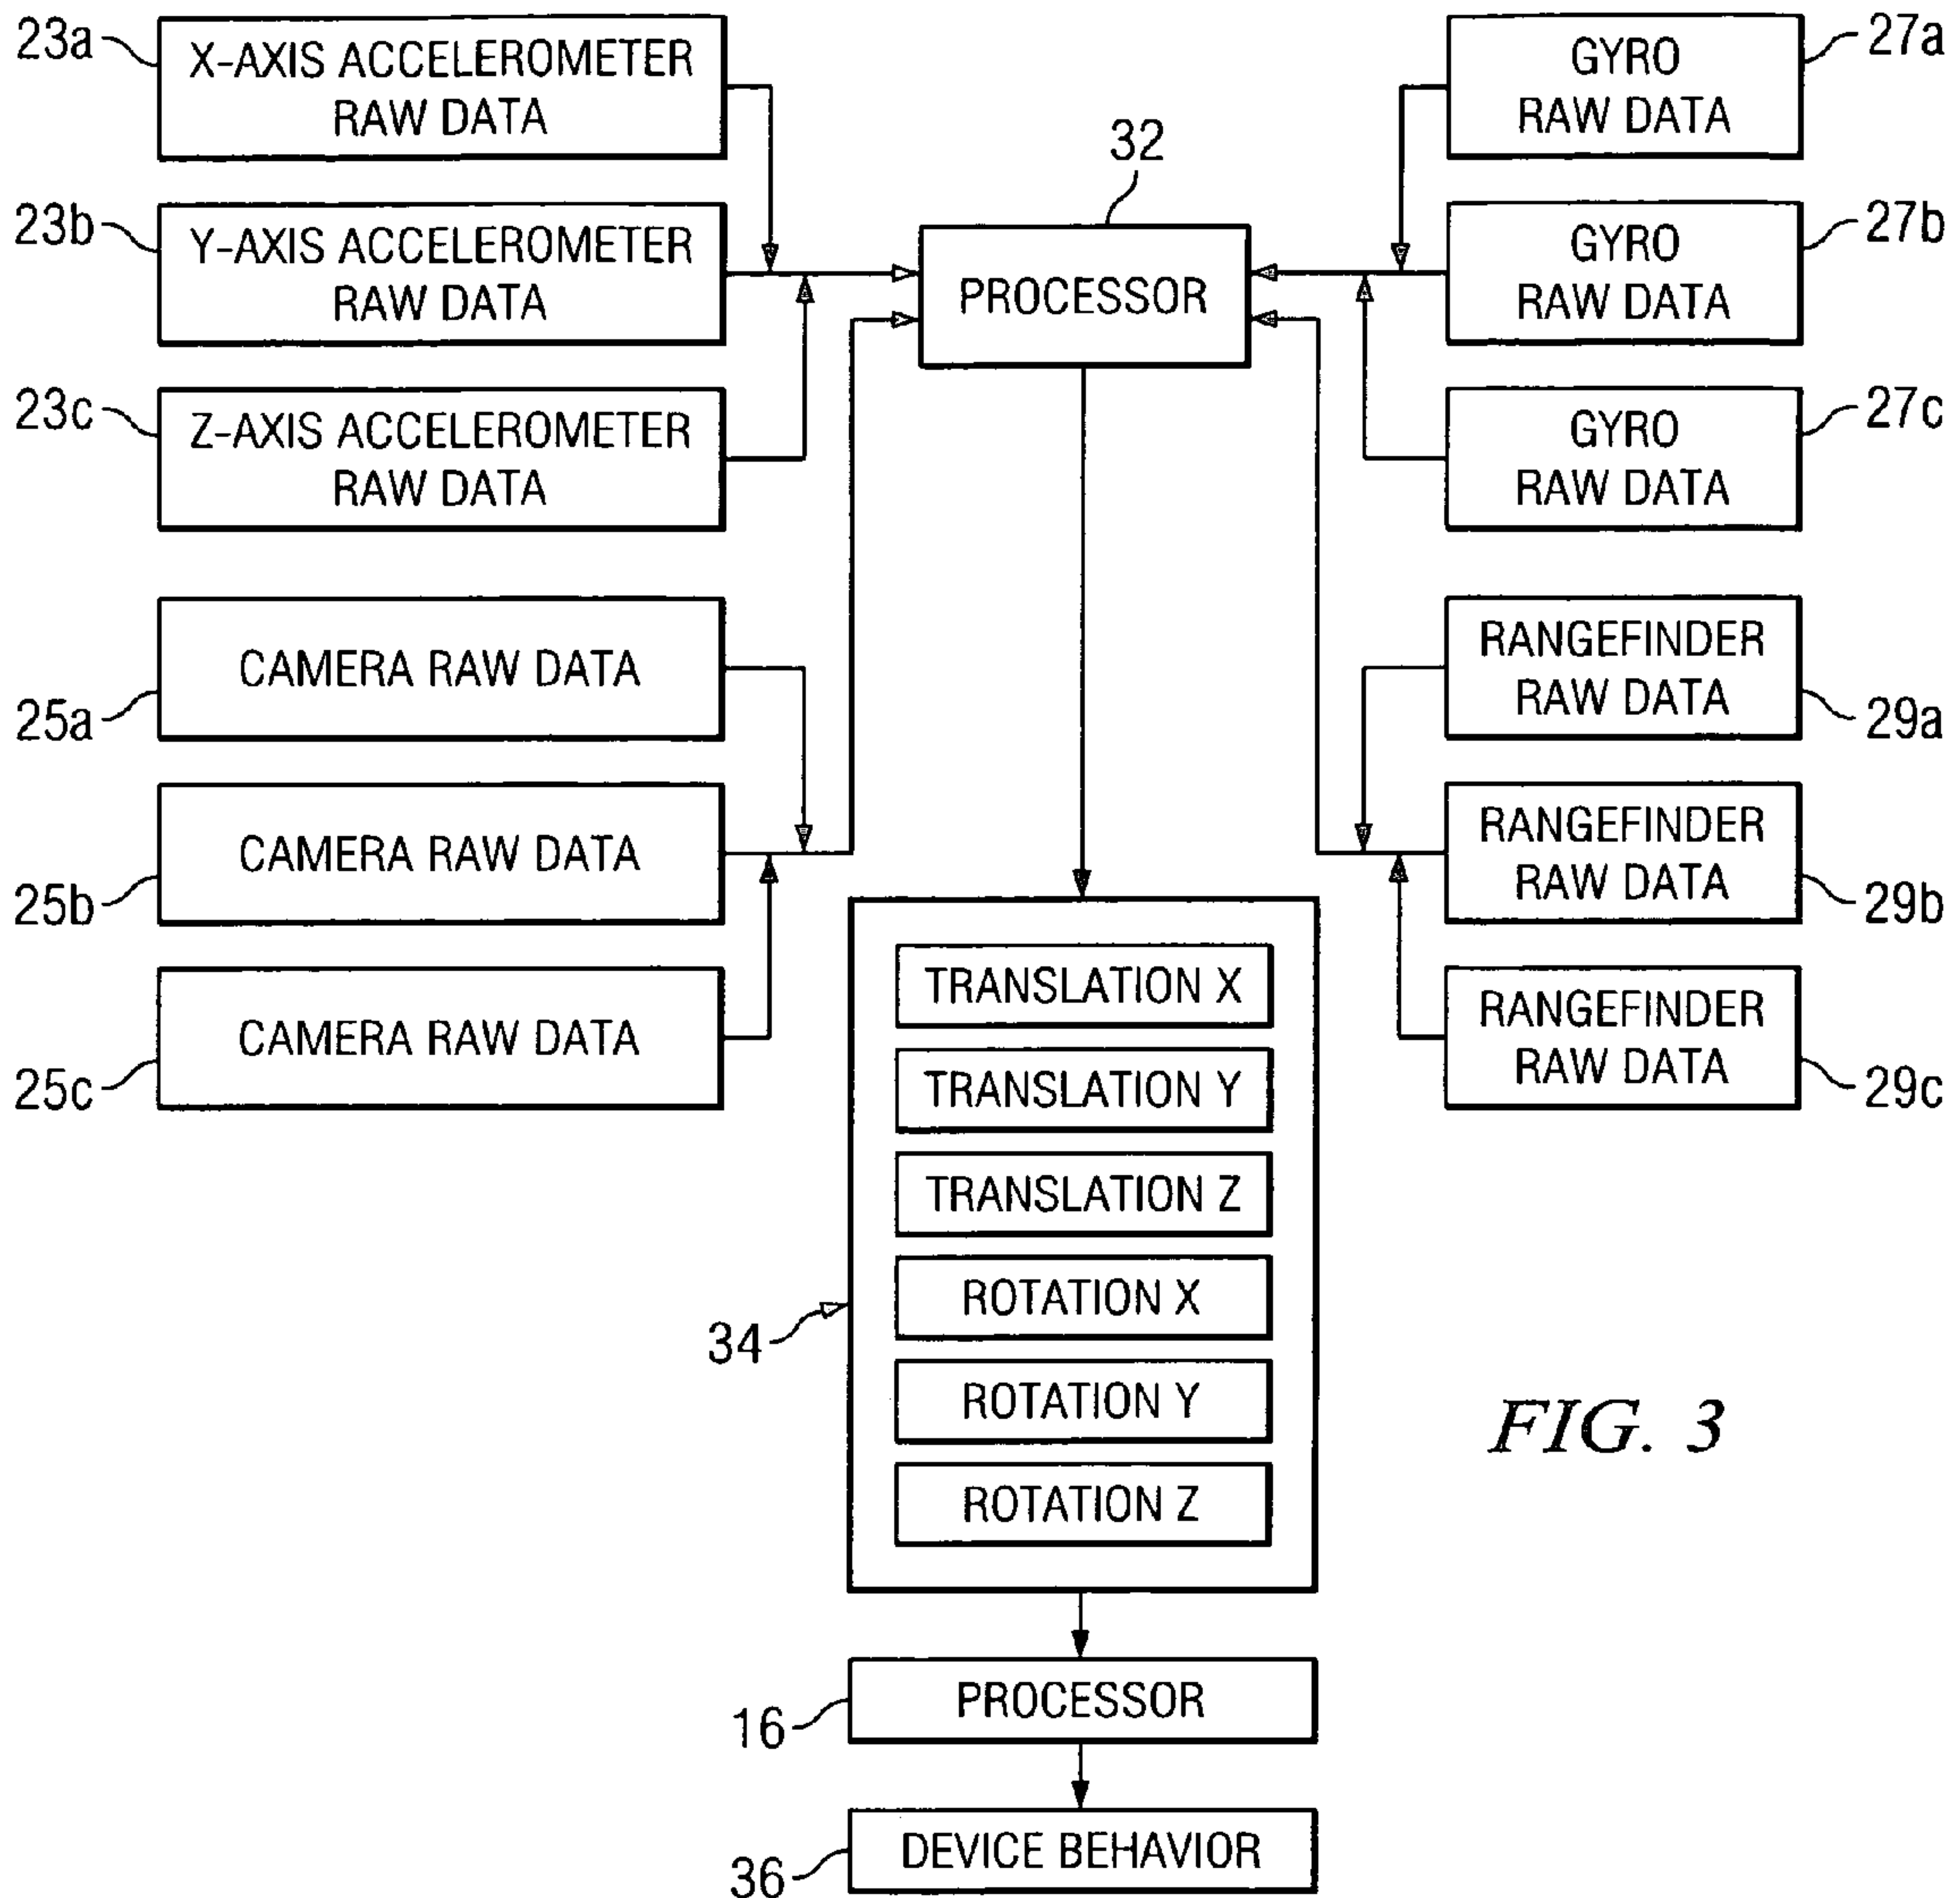 23a
X-AXIS ACCELEROMETER
RAW DATA
23b
Y-AXIS ACCELEROMETER
RAW DATA
23c
Z-AXIS ACCELEROMETER
RAW DATA
25a
CAMERA RAW DATA
25b
CAMERA RAW DATA
25c
CAMERA RAW DATA
32
PROCESSOR
27a
GYRO
RAW DATA
27b
GYRO
RAW DATA
27c
GYRO
RAW DATA
29a
RANGEFINDER
RAW DATA
29b
RANGEFINDER
RAW DATA
29c
RANGEFINDER
RAW DATA
34
TRANSLATION X
TRANSLATION Y
TRANSLATION Z
ROTATION X
ROTATION Y
ROTATION Z
16
PROCESSOR
36
DEVICE BEHAVIOR
FIG. 3